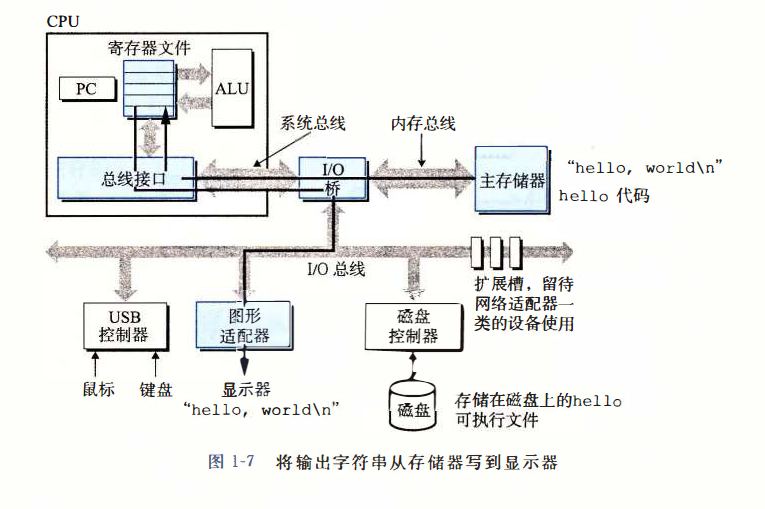 CPU
寄存器文件
PC
ALU
系统总线
内存总线
总线接口
I/O
桥
主存储器
“hello, world\n”
hello 代码
I/O 总线
扩展槽，留待
网络适配器一
类的设备使用
USB
控制器
图形
适配器
磁盘
控制器
鼠标
键盘
显示器
“hello, world\n”
磁盘
存储在磁盘上的hello
可执行文件
图 1-7 将输出字符串从存储器写到显示器